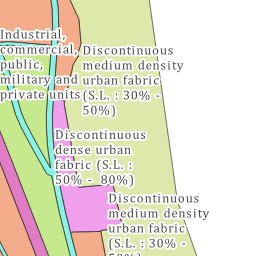 Industrial,
commercial,
public,
military and
private units
Discontinuous
medium density
urban fabric
(S.L. : 30% -
50%)
Discontinuous
dense urban
fabric (S.L. :
50% - 80%)
Discontinuous
medium density
urban fabric
(S.L. : 30% -